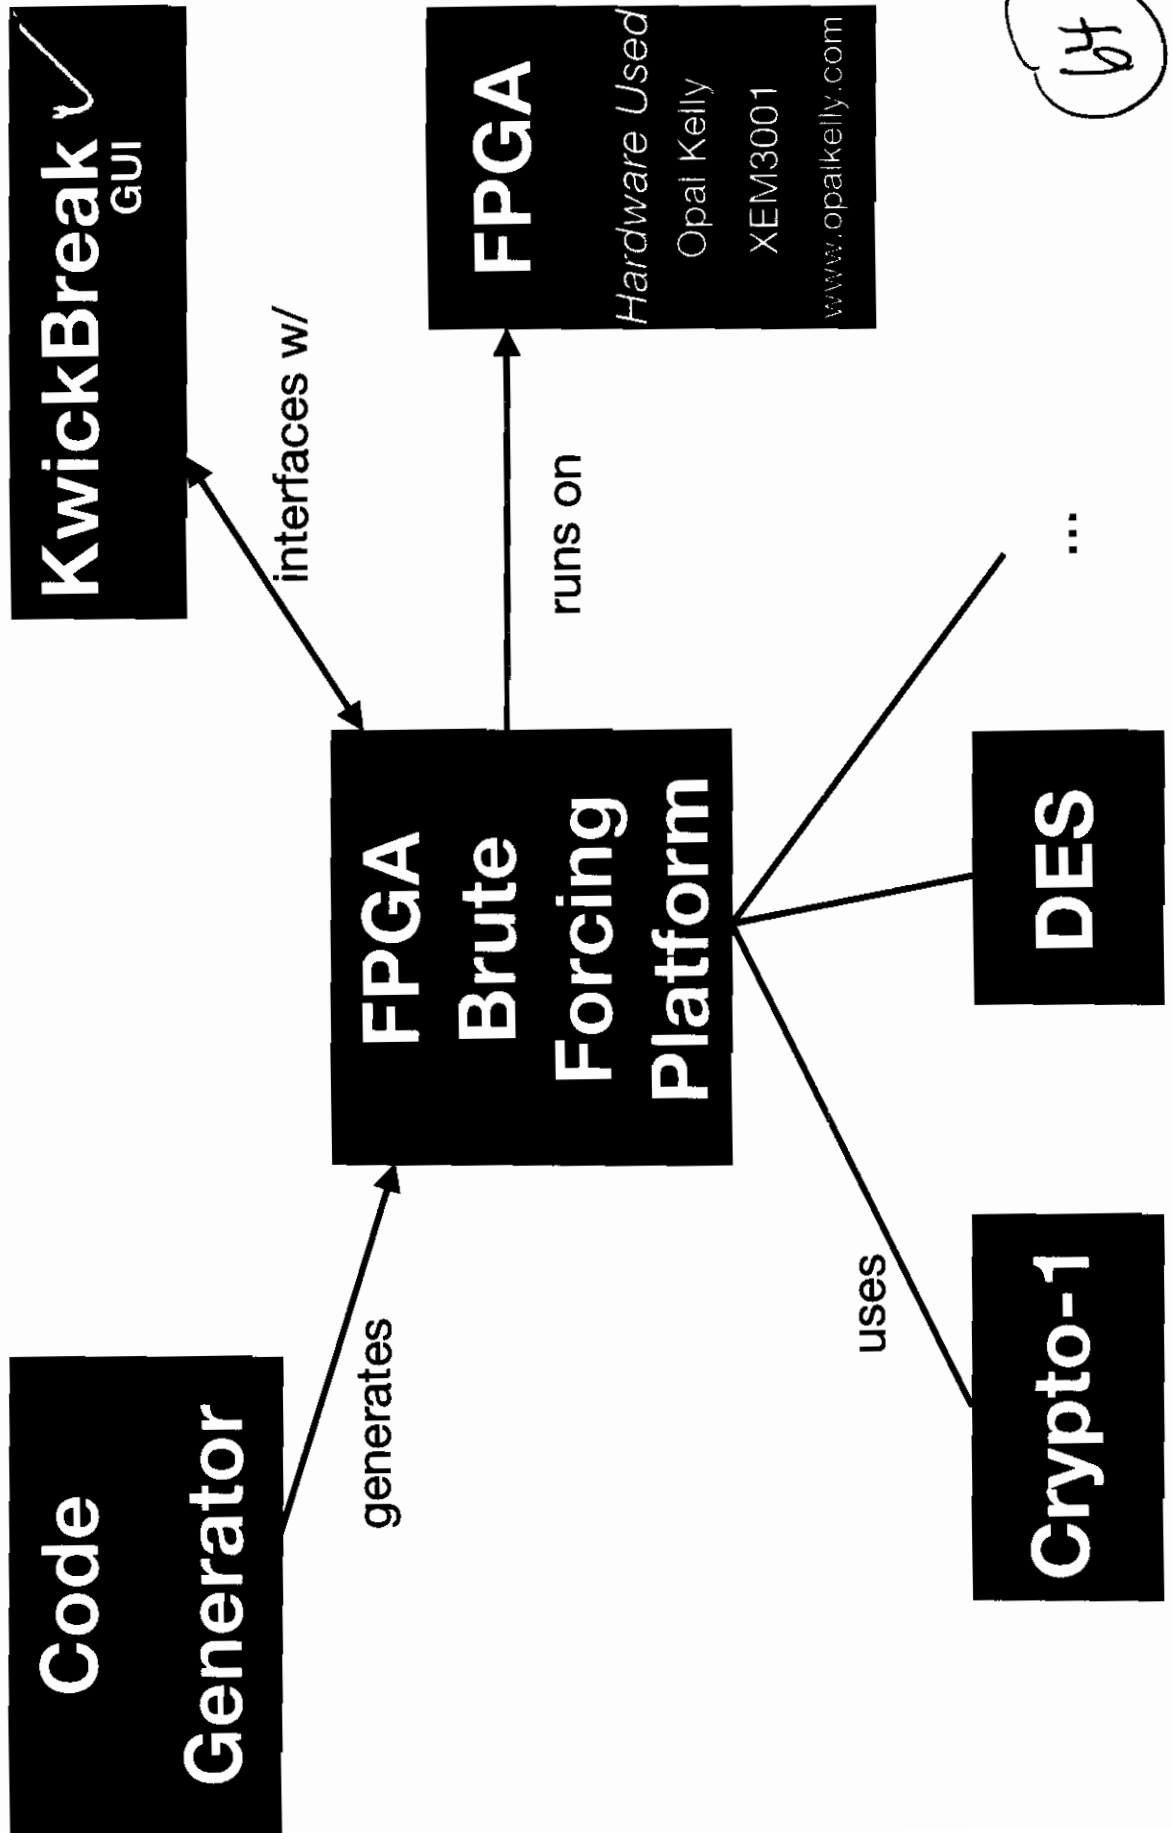 Code
Generator
generates
KwickBreak
GUI
interfaces w/
FPGA
Brute
Forcing
Platform
runs on
FPGA
Hardware Used
Opal Kelly
XEM3001
www.opalkelly.com
uses
Crypto-1
DES
...
64